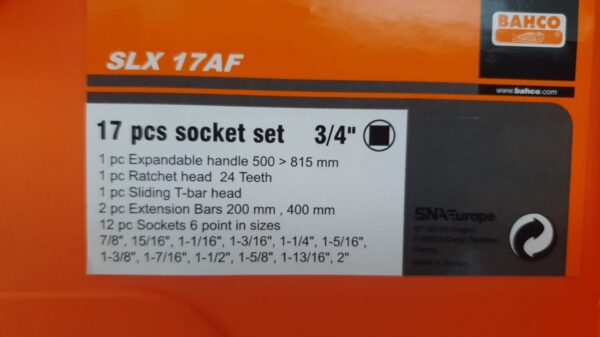 BAHCO
SLX 17AF
www.bahco.com
17 pcs socket set 3/4"
1 pc Expandable handle 500 > 815 mm
1 pc Ratchet head 24 Teeth
1 pc Sliding T-bar head
2 pc Extension Bars 200 mm , 400 mm
12 pc Sockets 6 point in sizes
7/8", 15/16", 1-1/16", 1-3/16", 1-1/4", 1-5/16",
1-3/8", 1-7/16", 1-1/2", 1-5/8", 1-13/16", 2"
SNA Europe
France
Made in